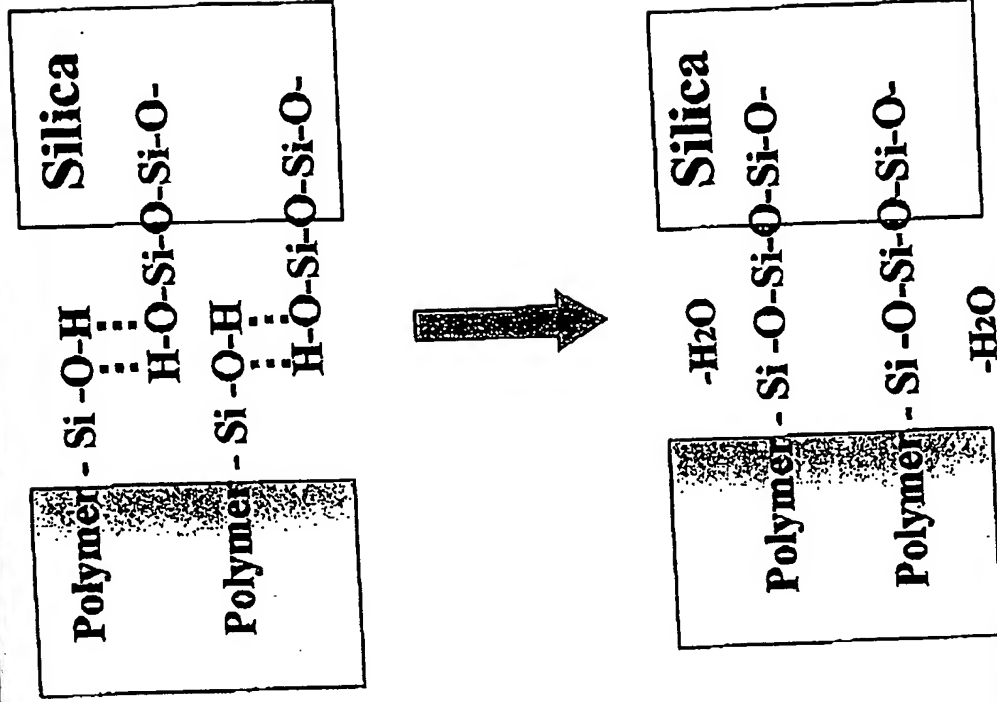 Silica
Polymer- Si -O-H
H-O-Si-O-Si-O-
Polymer- Si -O-H
H-O-Si-O-Si-O-
Silica
-H2O
Polymer- Si -O-Si-O-Si-O-
Polymer- Si -O-Si-O-Si-O-
-H2O